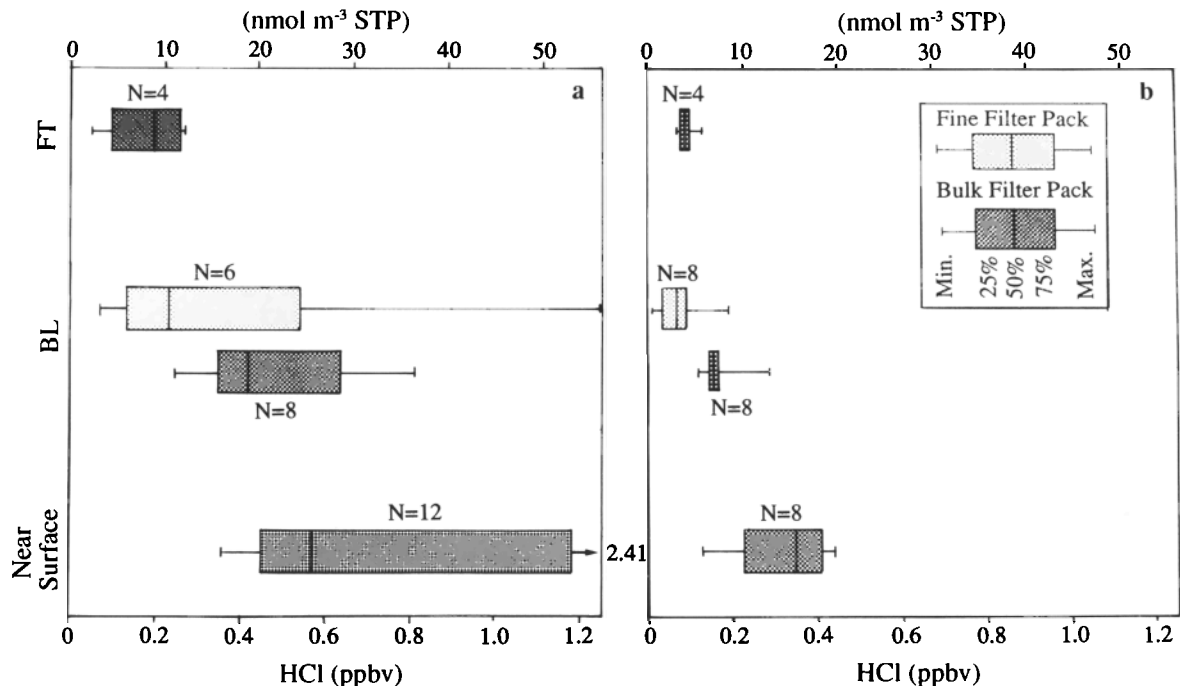 (nmol m⁻³ STP)
0 10 20 30 40 50
a
N=4
FT
N=6
BL
N=8
N=12
2.41
Near
Surface
0 0.2 0.4 0.6 0.8 1.0 1.2
HCl (ppbv)
(nmol m⁻³ STP)
0 10 20 30 40 50
b
N=4
Fine Filter Pack
Bulk Filter Pack
Min. 25% 50% 75% Max.
N=8
N=8
N=8
0 0.2 0.4 0.6 0.8 1.0 1.2
HCl (ppbv)